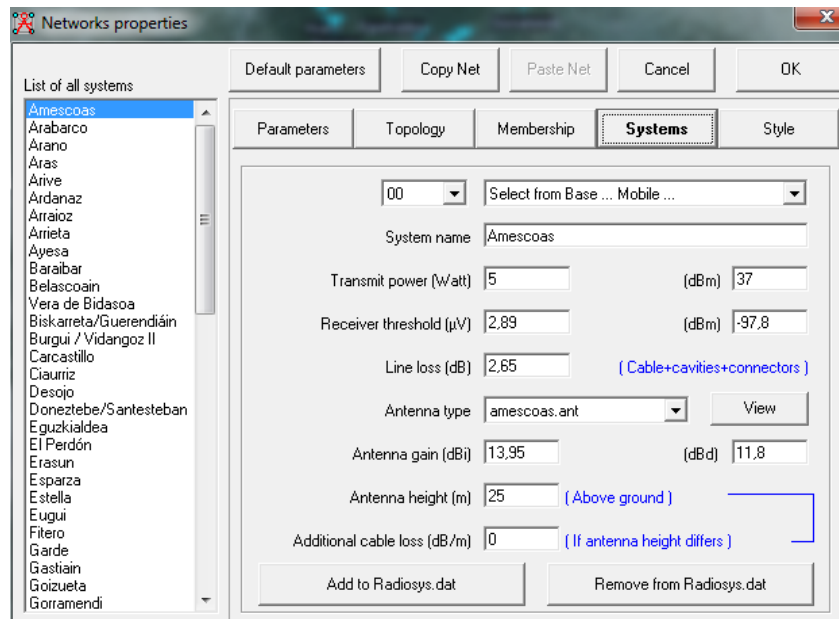 Networks properties
List of all systems
Amescoas
Arabarco
Arano
Aras
Arive
Ardanaz
Arraioz
Arrieta
Ayesa
Baraibar
Belascoain
Vera de Bidasoa
Biskarreta/Guerendiáin
Burgui / Vidangoz II
Carcastillo
Ciaurriz
Desojo
Doneztebe/Santesteban
Eguzkialdea
El Perdón
Erasun
Esparza
Estella
Eugui
Fitero
Garde
Gastiain
Goizueta
Gorramendi
Default parameters Copy Net Paste Net Cancel OK
Parameters Topology Membership Systems Style
00 Select from Base ... Mobile ...
System name Amescoas
Transmit power (Watt) 5 (dBm) 37
Receiver threshold (µV) 2,89 (dBm) -97,8
Line loss (dB) 2,65 ( Cable+cavities+connectors )
Antenna type amescoas.ant View
Antenna gain (dBi) 13,95 (dBd) 11,8
Antenna height (m) 25 ( Above ground )
Additional cable loss (dB/m) 0 ( If antenna height differs )
Add to Radiosys.dat Remove from Radiosys.dat